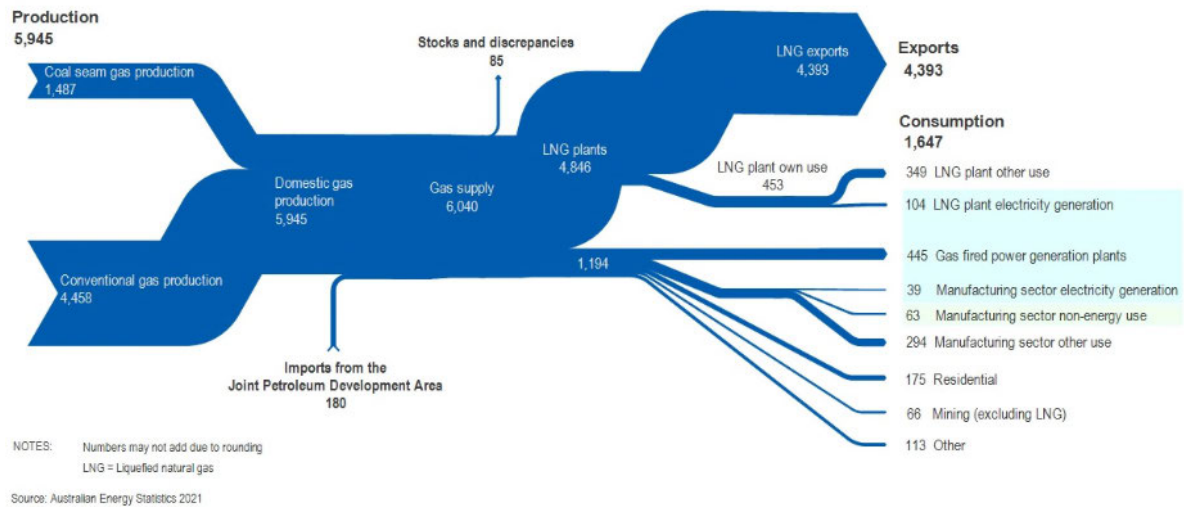 Production
5,945
Coal seam gas production
1,487
Conventional gas production
4,458
Domestic gas
production
5,945
Stocks and discrepancies
85
Gas supply
6,040
Imports from the
Joint Petroleum Development Area
180
LNG plants
4,846
1,194
LNG exports
4,393
Exports
4,393
Consumption
1,647
LNG plant own use
453
349 LNG plant other use
104 LNG plant electricity generation
445 Gas fired power generation plants
39 Manufacturing sector electricity generation
63 Manufacturing sector non-energy use
294 Manufacturing sector other use
175 Residential
66 Mining (excluding LNG)
113 Other
NOTES: Numbers may not add due to rounding
LNG = Liquefied natural gas
Source: Australian Energy Statistics 2021